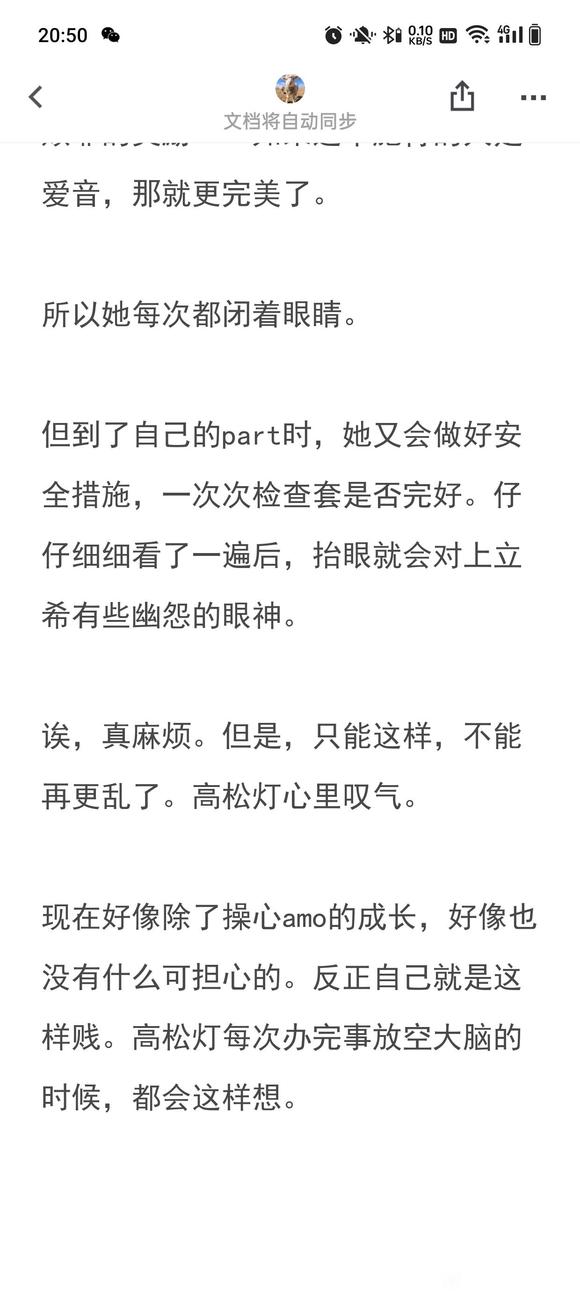 20:50
0.10
KB/S
HD
4G
文档将自动同步
爱音，那就更完美了。
所以她每次都闭着眼睛。
但到了自己的part时，她又会做好安
全措施，一次次检查套是否完好。仔
仔细细看了一遍后，抬眼就会对上立
希有些幽怨的眼神。
诶，真麻烦。但是，只能这样，不能
再更乱了。高松灯心里叹气。
现在好像除了操心amo的成长，好像也
没有什么可担心的。反正自己就是这
样贱。高松灯每次办完事放空大脑的
时候，都会这样想。